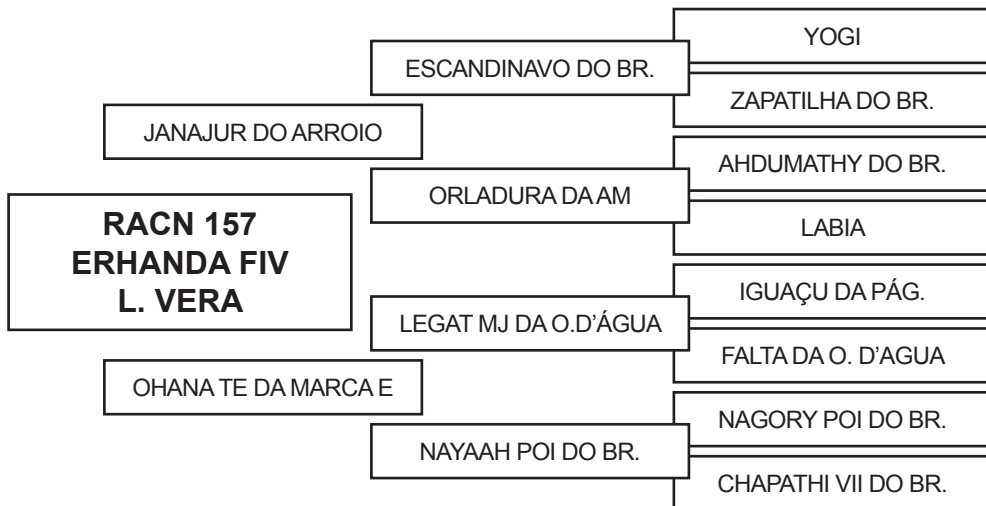 YOGI
ESCANDINAVO DO BR.
ZAPATILHA DO BR.
JANAJUR DO ARROIO
AHDUMATHY DO BR.
ORLADURA DA AM
LABIA
RACN 157
ERHANDA FIV
L. VERA
IGUAÇU DA PÁG.
LEGAT MJ DA O.D'ÁGUA
FALTA DA O. D'AGUA
OHANA TE DA MARCA E
NAGORY POI DO BR.
NAYAAH POI DO BR.
CHAPATHI VII DO BR.